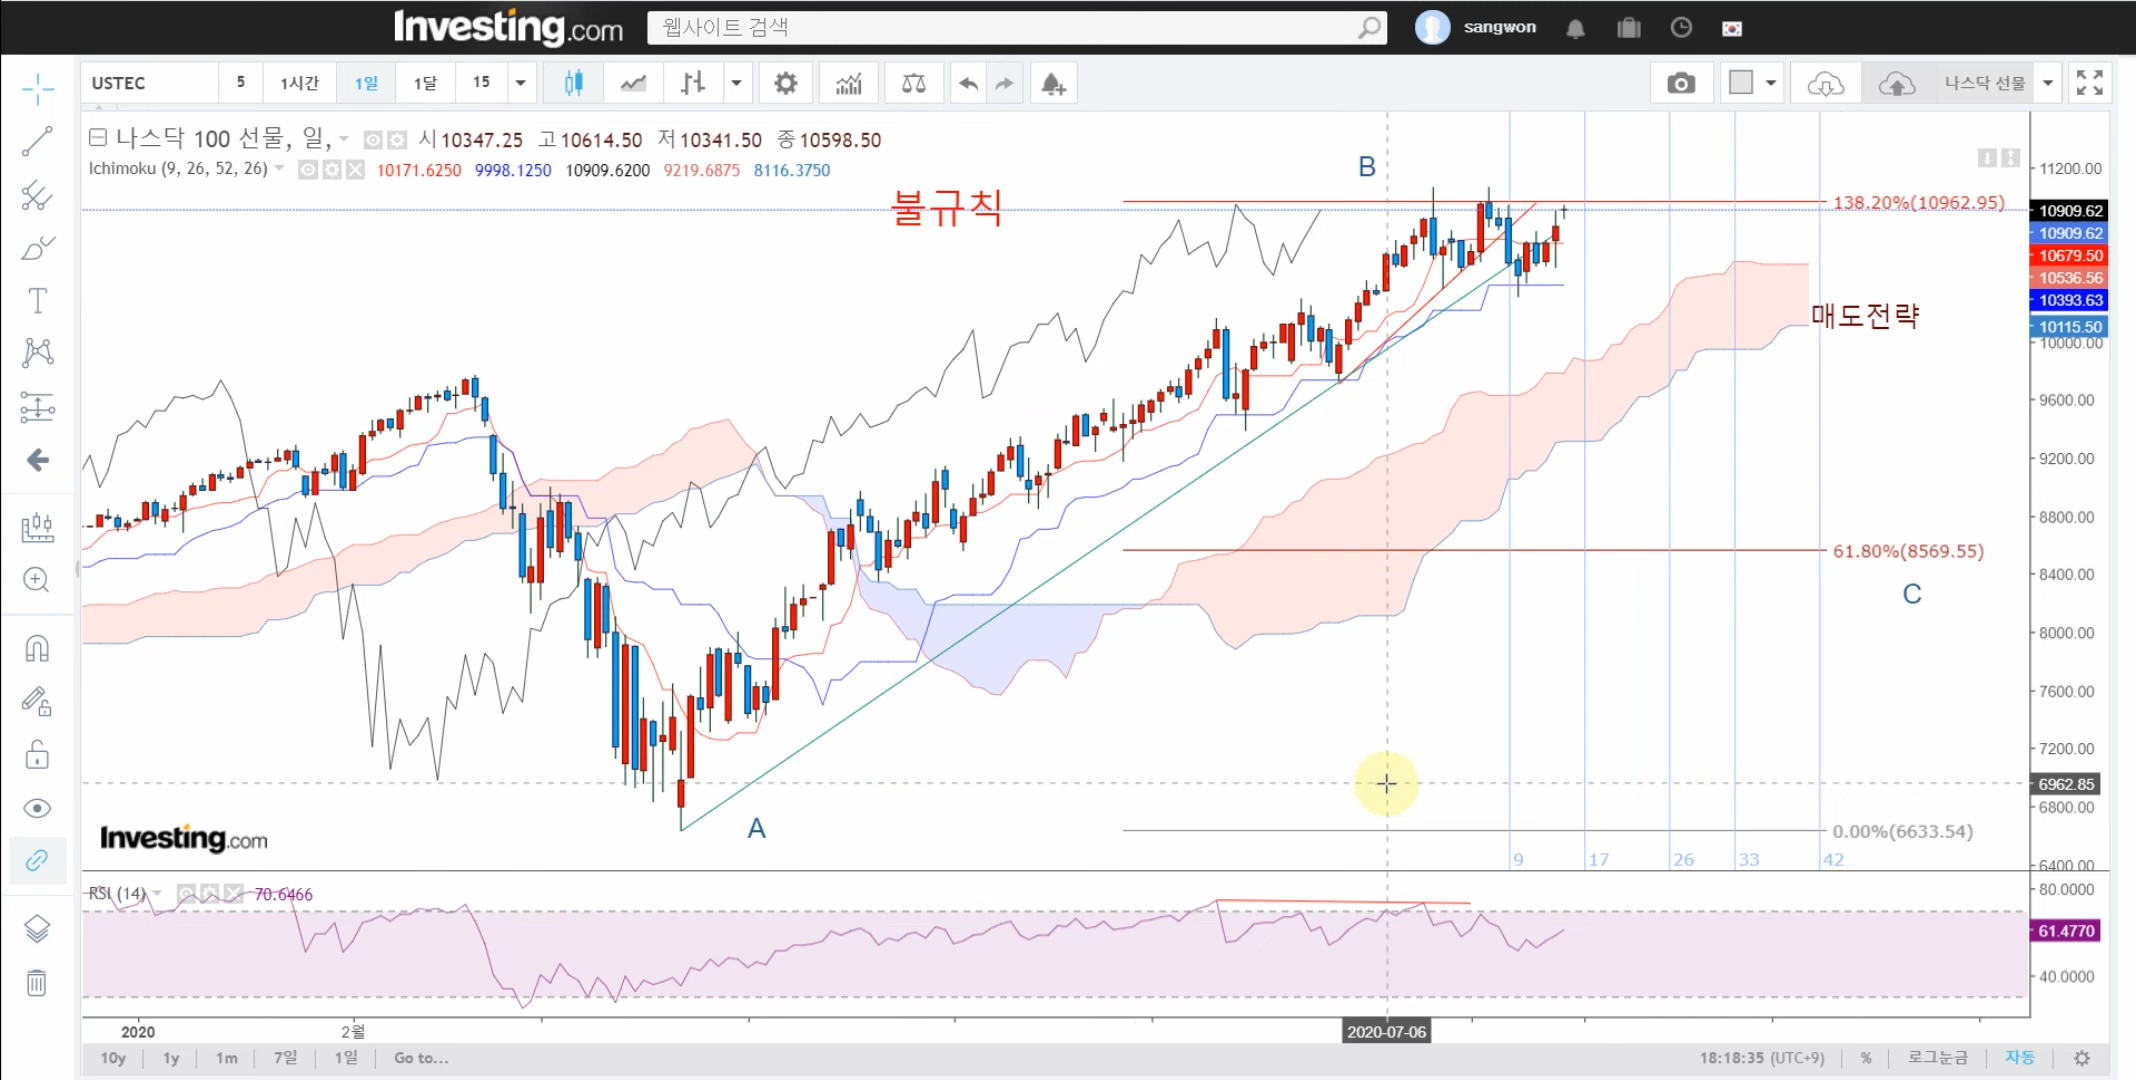 Investing.com
웹사이트 검색
sangwon
USTEC
5
1시간
1일
1달
15
나스닥 선물
나스닥 100 선물, 일, 시 10347.25 고 10614.50 저 10341.50 종 10598.50
Ichimoku (9, 26, 52, 26) 10171.6250 9998.1250 10909.6200 9219.6875 8116.3750
불규칙
B
138.20%(10962.95)
매도전략
61.80%(8569.55)
C
A
0.00%(6633.54)
9
17
26
33
42
Investing.com
11200.00
10909.62
10909.62
10679.50
10536.56
10393.63
10115.50
10000.00
9600.00
9200.00
8800.00
8400.00
8000.00
7600.00
7200.00
6962.85
6800.00
6400.00
RSI (14) 70.6466
80.0000
61.4770
40.0000
2020
2월
2020-07-06
10y
1y
1m
7일
1일
Go to...
18:18:35 (UTC+9)
%
로그눈금
자동